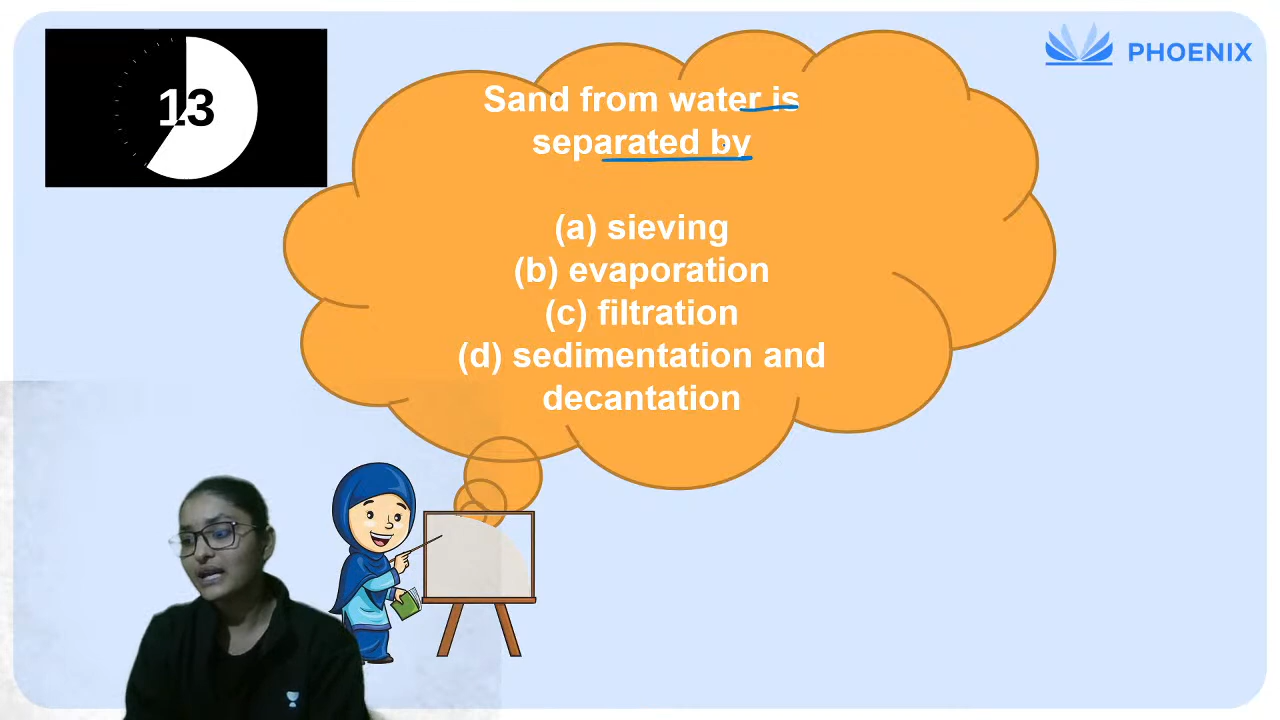 13
PHOENIX
Sand from water is
separated by
(a) sieving
(b) evaporation
(c) filtration
(d) sedimentation and
decantation